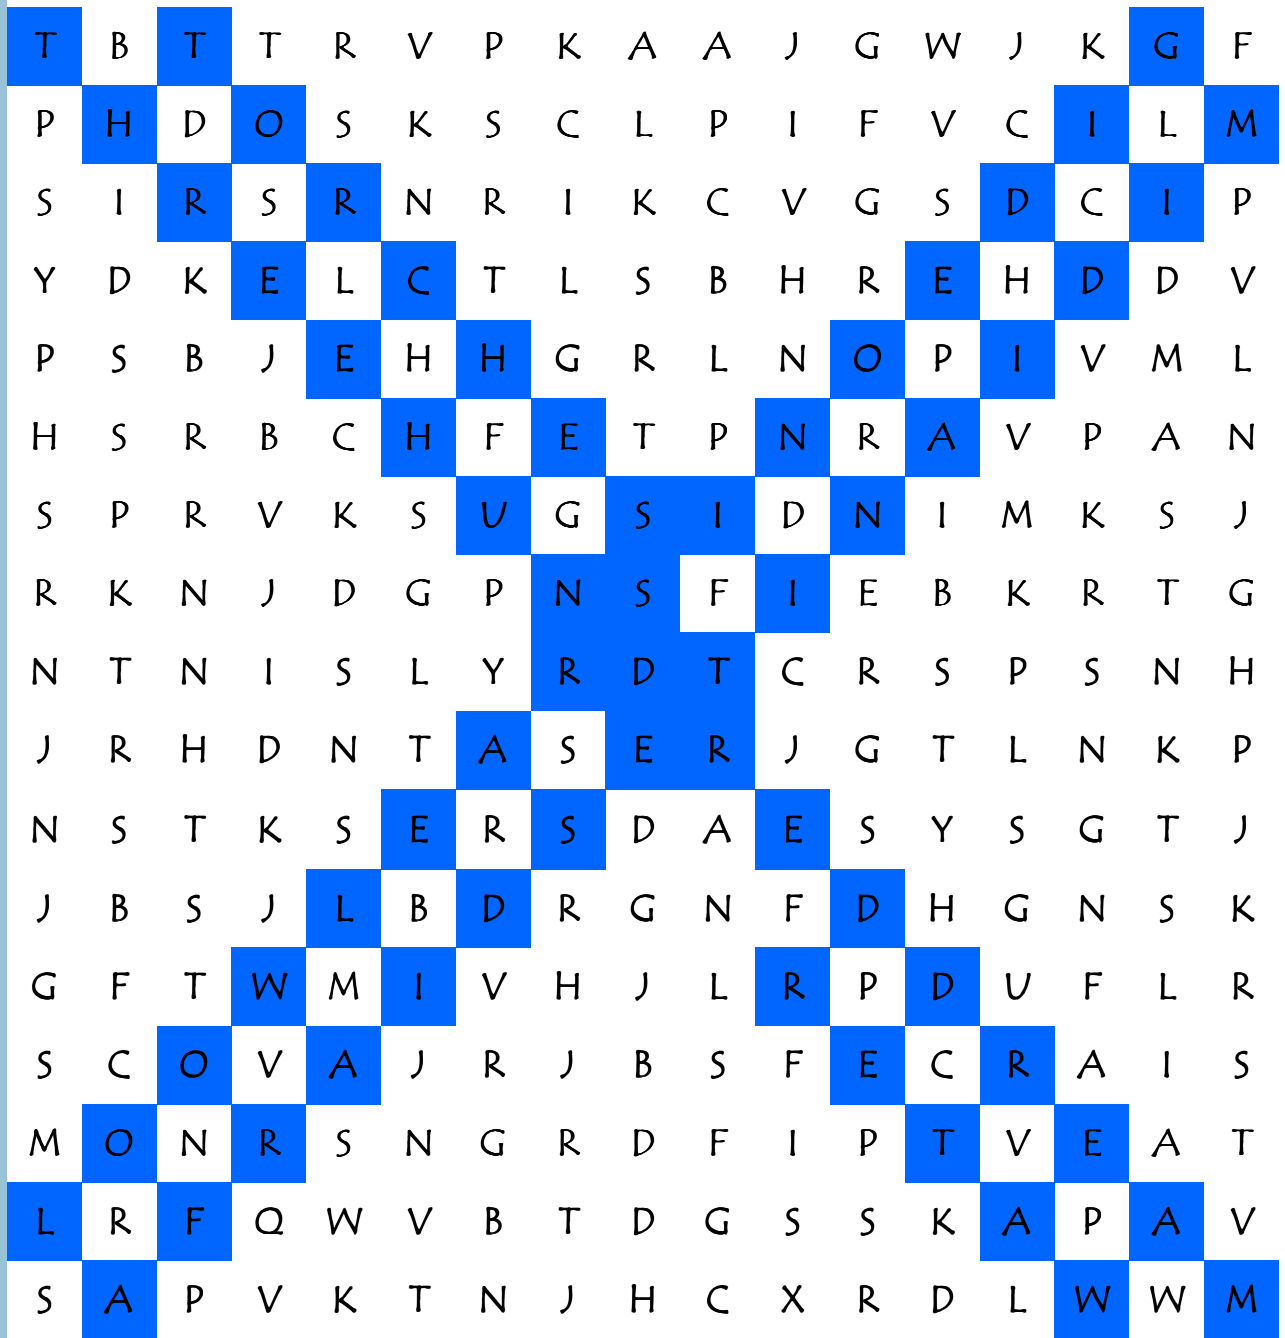 T B T T R V P K A A J G W J K G F
P H D O S K S C L P I F V C I L M
S I R S R N R I K C V G S D C I P
Y D K E L C T L S B H R E H D D V
P S B J E H H G R L N O P I V M L
H S R B C H F E T P N R A V P A N
S P R V K S U G S I D N I M K S J
R K N J D G P N S F I E B K R T G
N T N I S L Y R D T C R S P S N H
J R H D N T A S E R J G T L N K P
N S T K S E R S D A E S Y S G T J
J B S J L B D R G N F D H G N S K
G F T W M I V H J L R P D U F L R
S C O V A J R J B S F E C R A I S
M O N R S N G R D F I P T V E A T
L R F Q W V B T D G S S K A P A V
S A P V K T N J H C X R D L W W M